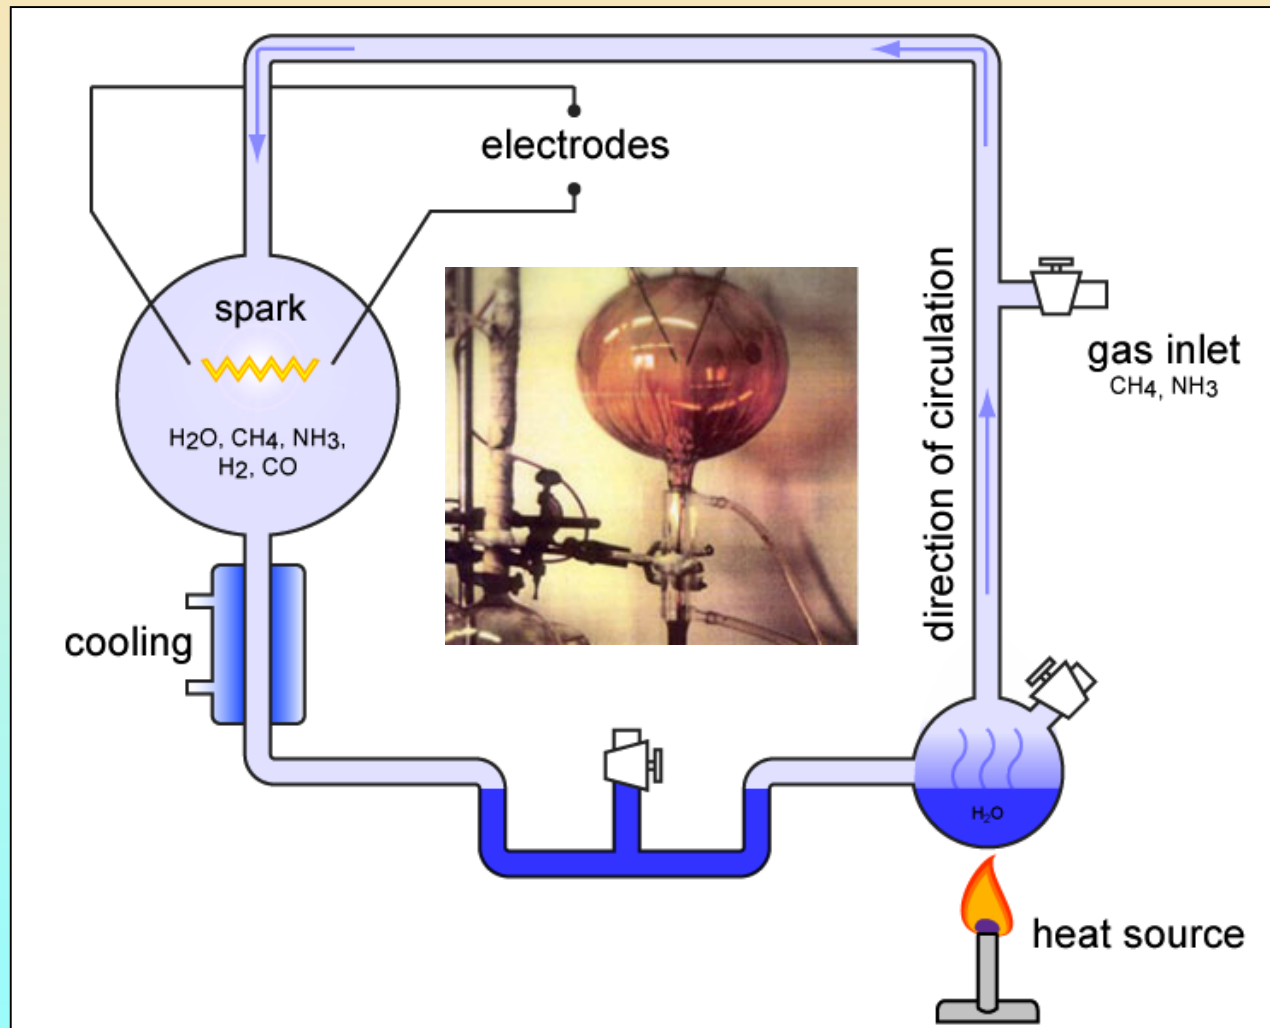 electrodes
spark
H2O, CH4, NH3,
H2, CO
direction of circulation
gas inlet
CH4, NH3
cooling
H₂O
heat source